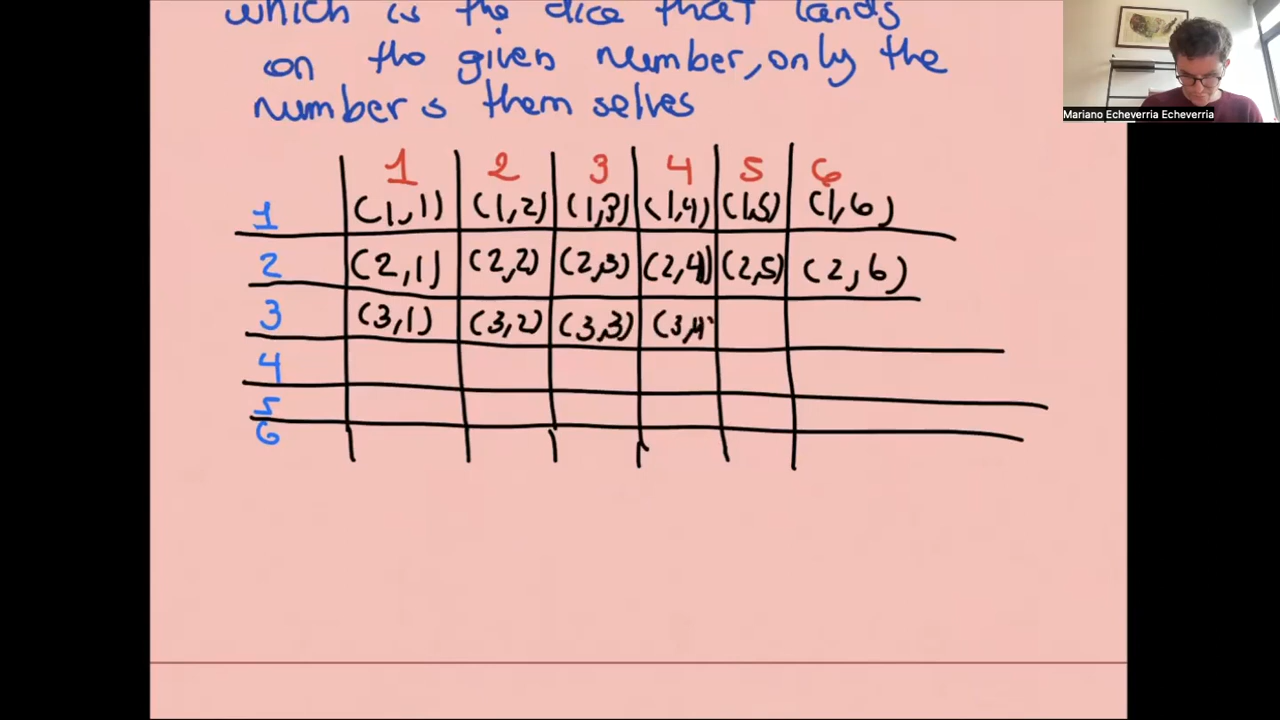 which is the dice that lands
on the given number, only the
numbers them selves
Mariano Echeverria Echeverria
1 2 3 4 5 6
1 (1,1) (1,2) (1,3) (1,4) (1,5) (1,6)
2 (2,1) (2,2) (2,3) (2,4) (2,5) (2,6)
3 (3,1) (3,2) (3,3) (3,4
4
5
6